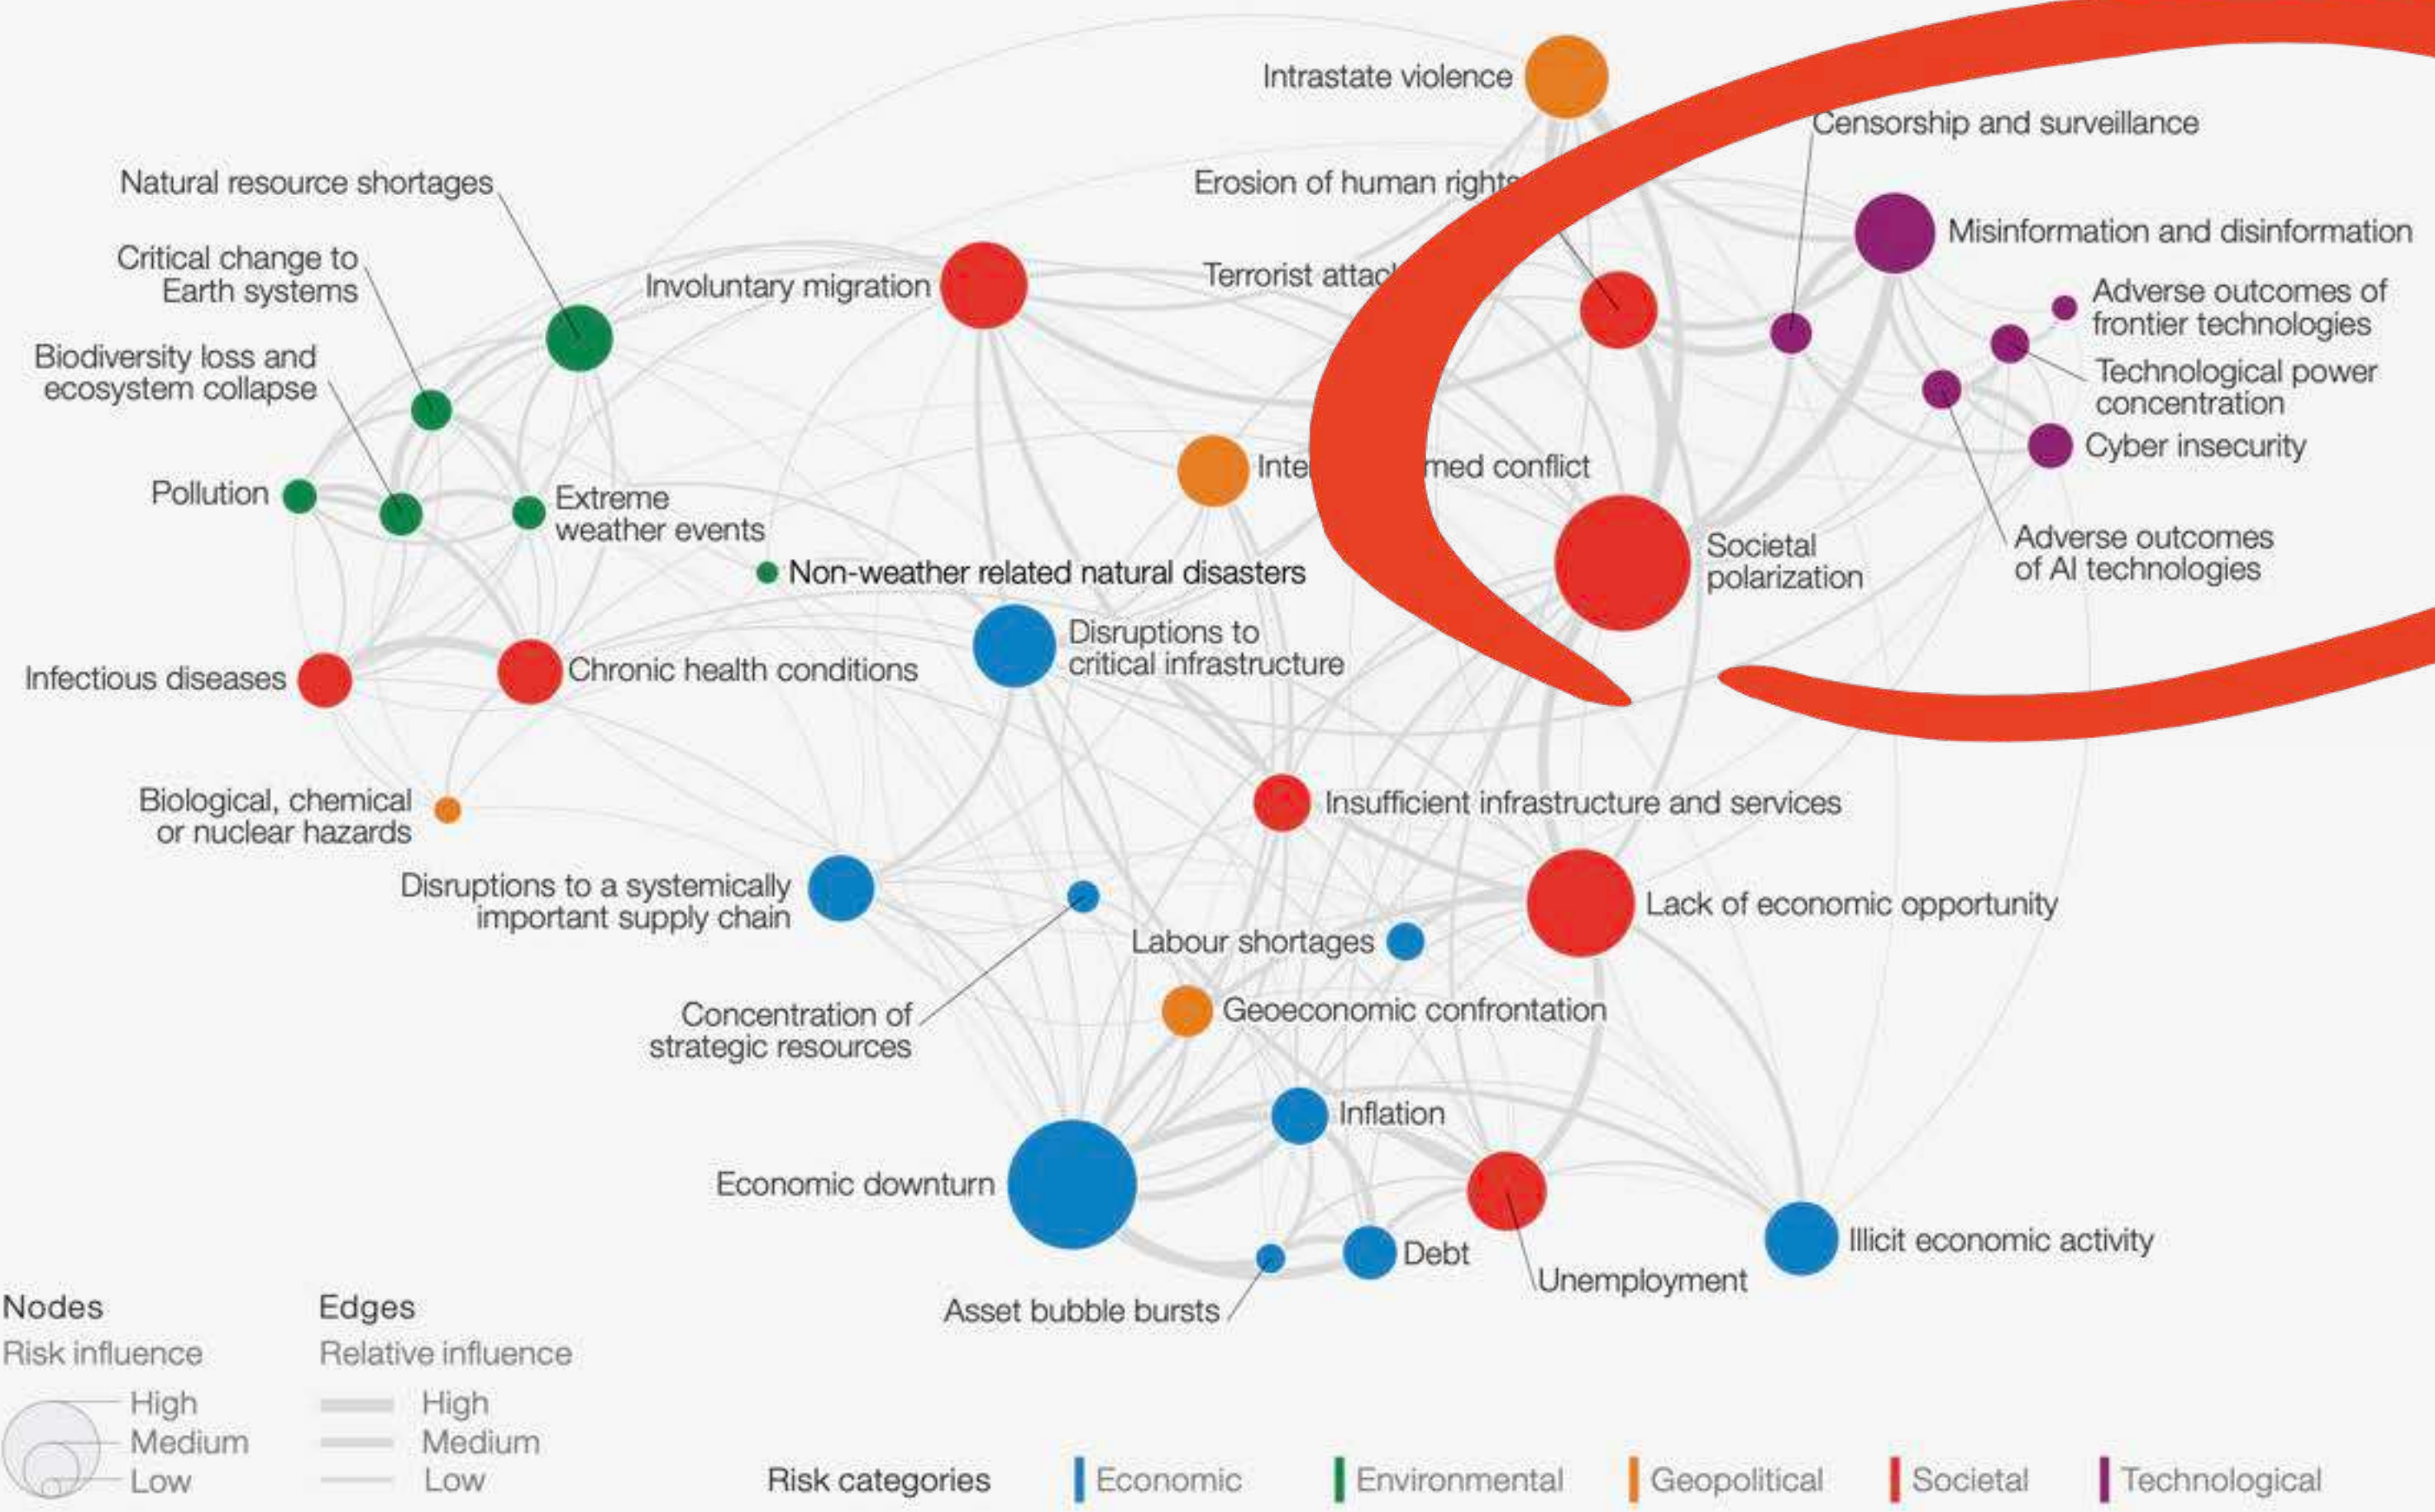 Intrastate violence
Censorship and surveillance
Natural resource shortages
Erosion of human rights
Misinformation and disinformation
Critical change to
Earth systems
Involuntary migration
Terrorist
Adverse outcomes of
frontier technologies
Biodiversity loss and
ecosystem collapse
Technological power
concentration
Cyber insecurity
conflict
Pollution
Extreme
weather events
Societal
polarization
Adverse outcomes
of AI technologies
Non-weather related natural disasters
Disruptions to
critical infrastructure
Infectious diseases
Chronic health conditions
Biological, chemical
or nuclear hazards
Insufficient infrastructure and services
Disruptions to a systemically
important supply chain
Lack of economic opportunity
Labour shortages
Concentration of
strategic resources
Geoeconomic confrontation
Inflation
Economic downturn
Debt
Illicit economic activity
Unemployment
Asset bubble bursts
Nodes
Risk influence
High
Medium
Low
Edges
Relative influence
High
Medium
Low
Risk categories
Economic
Environmental
Geopolitical
Societal
Technological